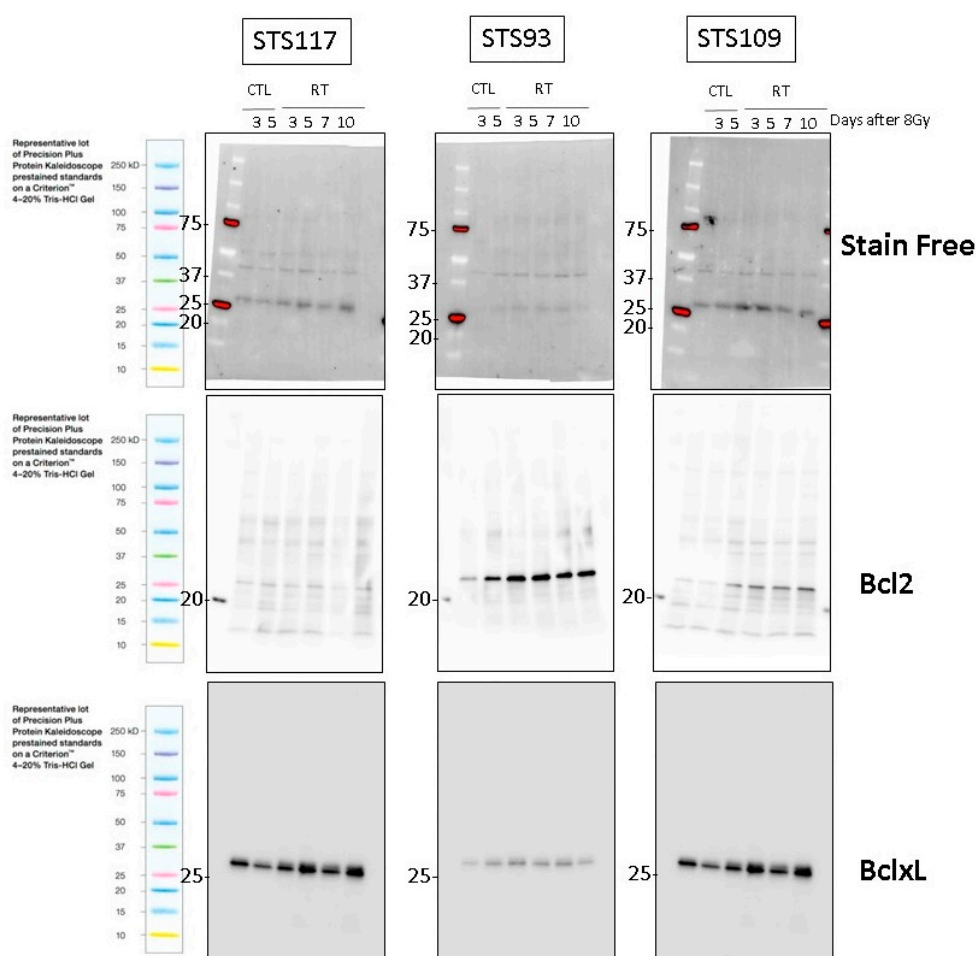 STS117
STS93
STS109
CTL RT
CTL RT
CTL RT
3 5 3 5 7 10
3 5 3 5 7 10
3 5 3 5 7 10 Days after 8Gy
Representative lot
of Precision Plus
Protein Kaleidoscope
prestained standards
on a Criterion™
4–20% Tris-HCl Gel
250 kD
150
100
75
50
37
25
20
15
10
75-
37-
25-
20-
75-
37-
25-
20-
75-
37-
25-
20-
Stain Free
Representative lot
of Precision Plus
Protein Kaleidoscope
prestained standards
on a Criterion™
4–20% Tris-HCl Gel
250 kD
150
100
75
50
37
25
20
15
10
20-
20-
20-
Bcl2
Representative lot
of Precision Plus
Protein Kaleidoscope
prestained standards
on a Criterion™
4–20% Tris-HCl Gel
250 kD
150
100
75
50
37
25
20
15
10
25-
25-
25-
BclxL